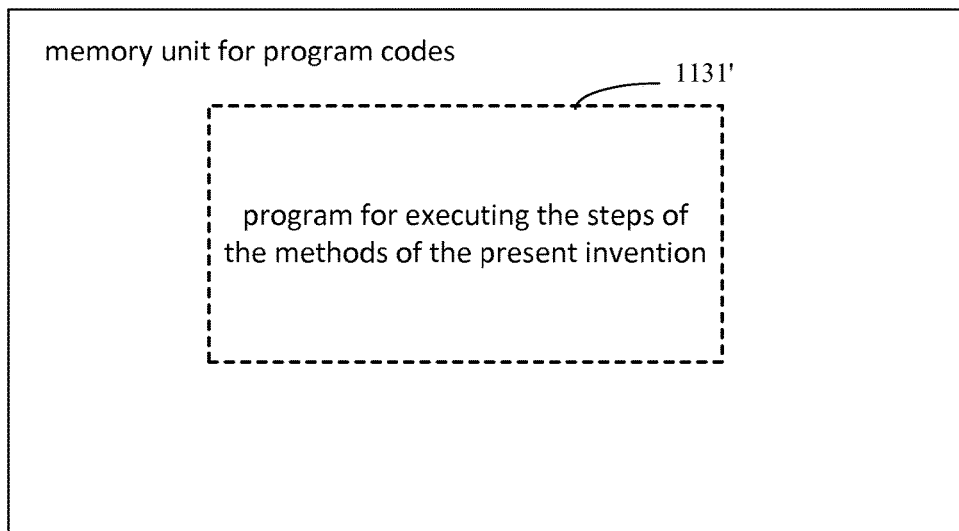 memory unit for program codes
1131'
program for executing the steps of
the methods of the present invention